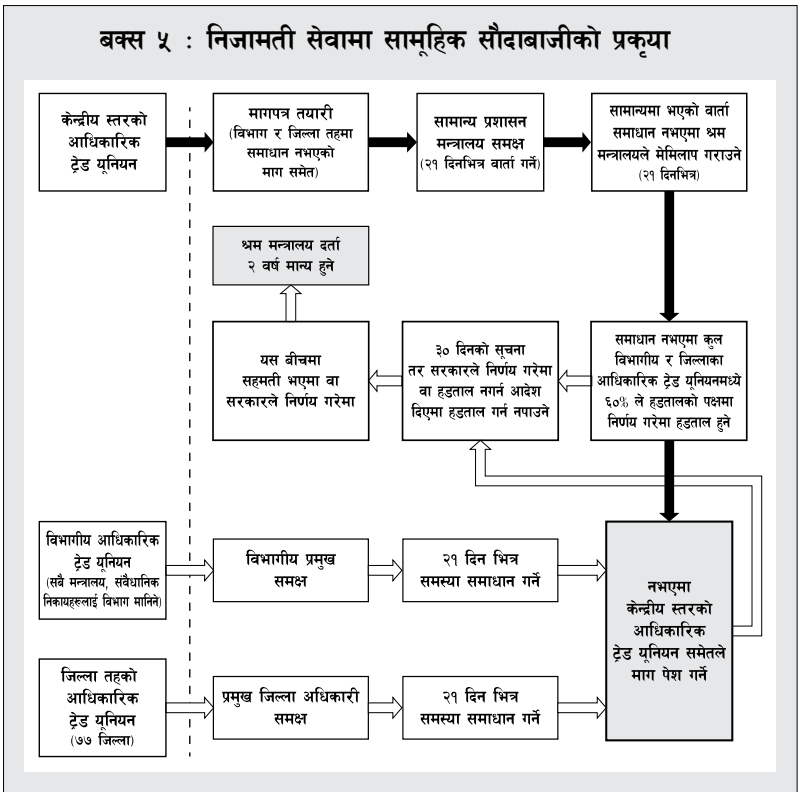 बक्स ५ : निजामती सेवामा सामूहिक सौदाबाजीको प्रकृया
केन्द्रीय स्तरको
आधिकारिक
ट्रेड यूनियन
मागपत्र तयारी
(विभाग र जिल्ला तहमा
समाधान नभएको
माग समेत)
सामान्य प्रशासन
मन्त्रालय समक्ष
(२१ दिनभित्र वार्ता गर्ने)
सामान्यमा भएको वार्ता
समाधान नभएमा श्रम
मन्त्रालयले मेमिलाप गराउने
(२१ दिनभित्र)
श्रम मन्त्रालय दर्ता
२ वर्ष मान्य हुने
यस बीचमा
सहमती भएमा वा
सरकारले निर्णय गरेमा
३० दिनको सूचना
तर सरकारले निर्णय गरेमा
वा हडताल नगर्न आदेश
दिएमा हडताल गर्न नपाउने
समाधान नभएमा कुल
विभागीय र जिल्लाका
आधिकारिक ट्रेड यूनियनमध्ये
६०% ले हडतालको पक्षमा
निर्णय गरेमा हडताल हुने
विभागीय आधिकारिक
ट्रेड यूनियन
(सबै मन्त्रालय, संबैधानिक
निकायहरूलाई विभाग मानिने)
विभागीय प्रमुख
समक्ष
२१ दिन भित्र
समस्या समाधान गर्ने
नभएमा
केन्द्रीय स्तरको
आधिकारिक
ट्रेड यूनियन समेतले
माग पेश गर्ने
जिल्ला तहको
आधिकारिक
ट्रेड यूनियन
(७७ जिल्ला)
प्रमुख जिल्ला अधिकारी
समक्ष
२१ दिन भित्र
समस्या समाधान गर्ने